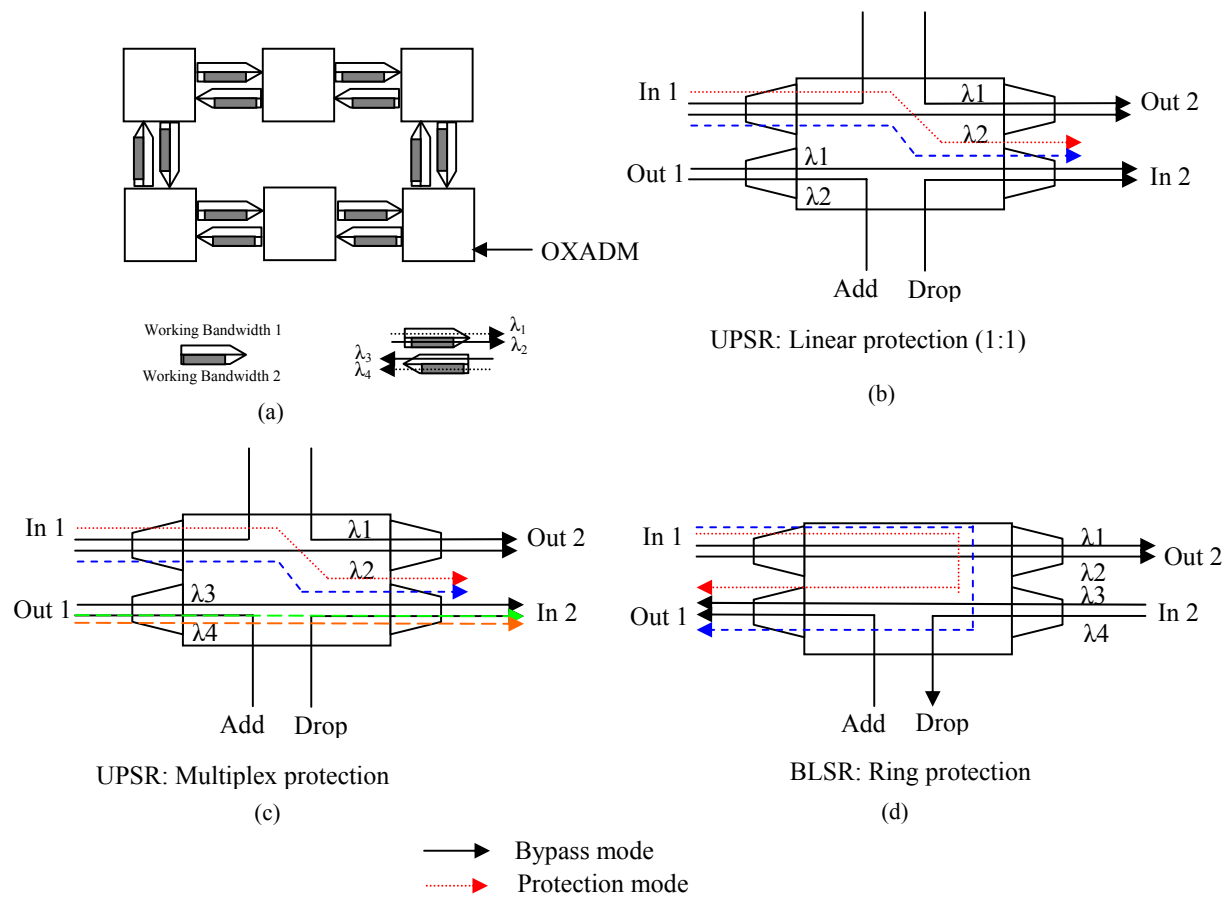 OXADM
Working Bandwidth 1
Working Bandwidth 2
λ1
λ2
λ3
λ4
(a)
In 1
λ1
Out 2
λ2
Out 1
λ1
In 2
λ2
Add Drop
UPSR: Linear protection (1:1)
(b)
In 1
λ1
Out 2
λ2
Out 1
λ3
In 2
λ4
Add Drop
UPSR: Multiplex protection
(c)
In 1
λ1
Out 2
λ2
λ3
Out 1
In 2
λ4
Add Drop
BLSR: Ring protection
(d)
Bypass mode
Protection mode